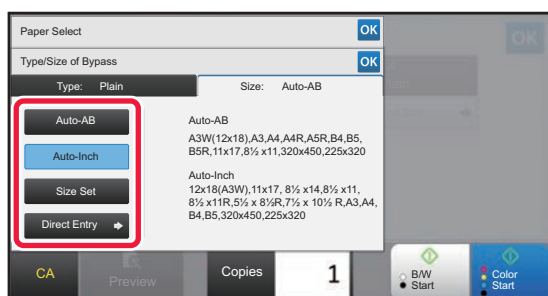 Paper Select OK
OK
Type/Size of Bypass OK
Type: Plain Size: Auto-AB
Auto-AB
Auto-Inch
Size Set
Direct Entry
Auto-AB
A3W(12x18),A3,A4,A4R,A5R,B4,B5,
B5R,11x17,8½ x11,320x450,225x320
Auto-Inch
12x18(A3W),11x17, 8½ x14,8½ x11,
8½ x11R,5½ x 8½R,7½ x 10½ R,A3,A4,
B4,B5,320x450,225x320
CA Preview Copies 1
B/W
Start
Color
Start